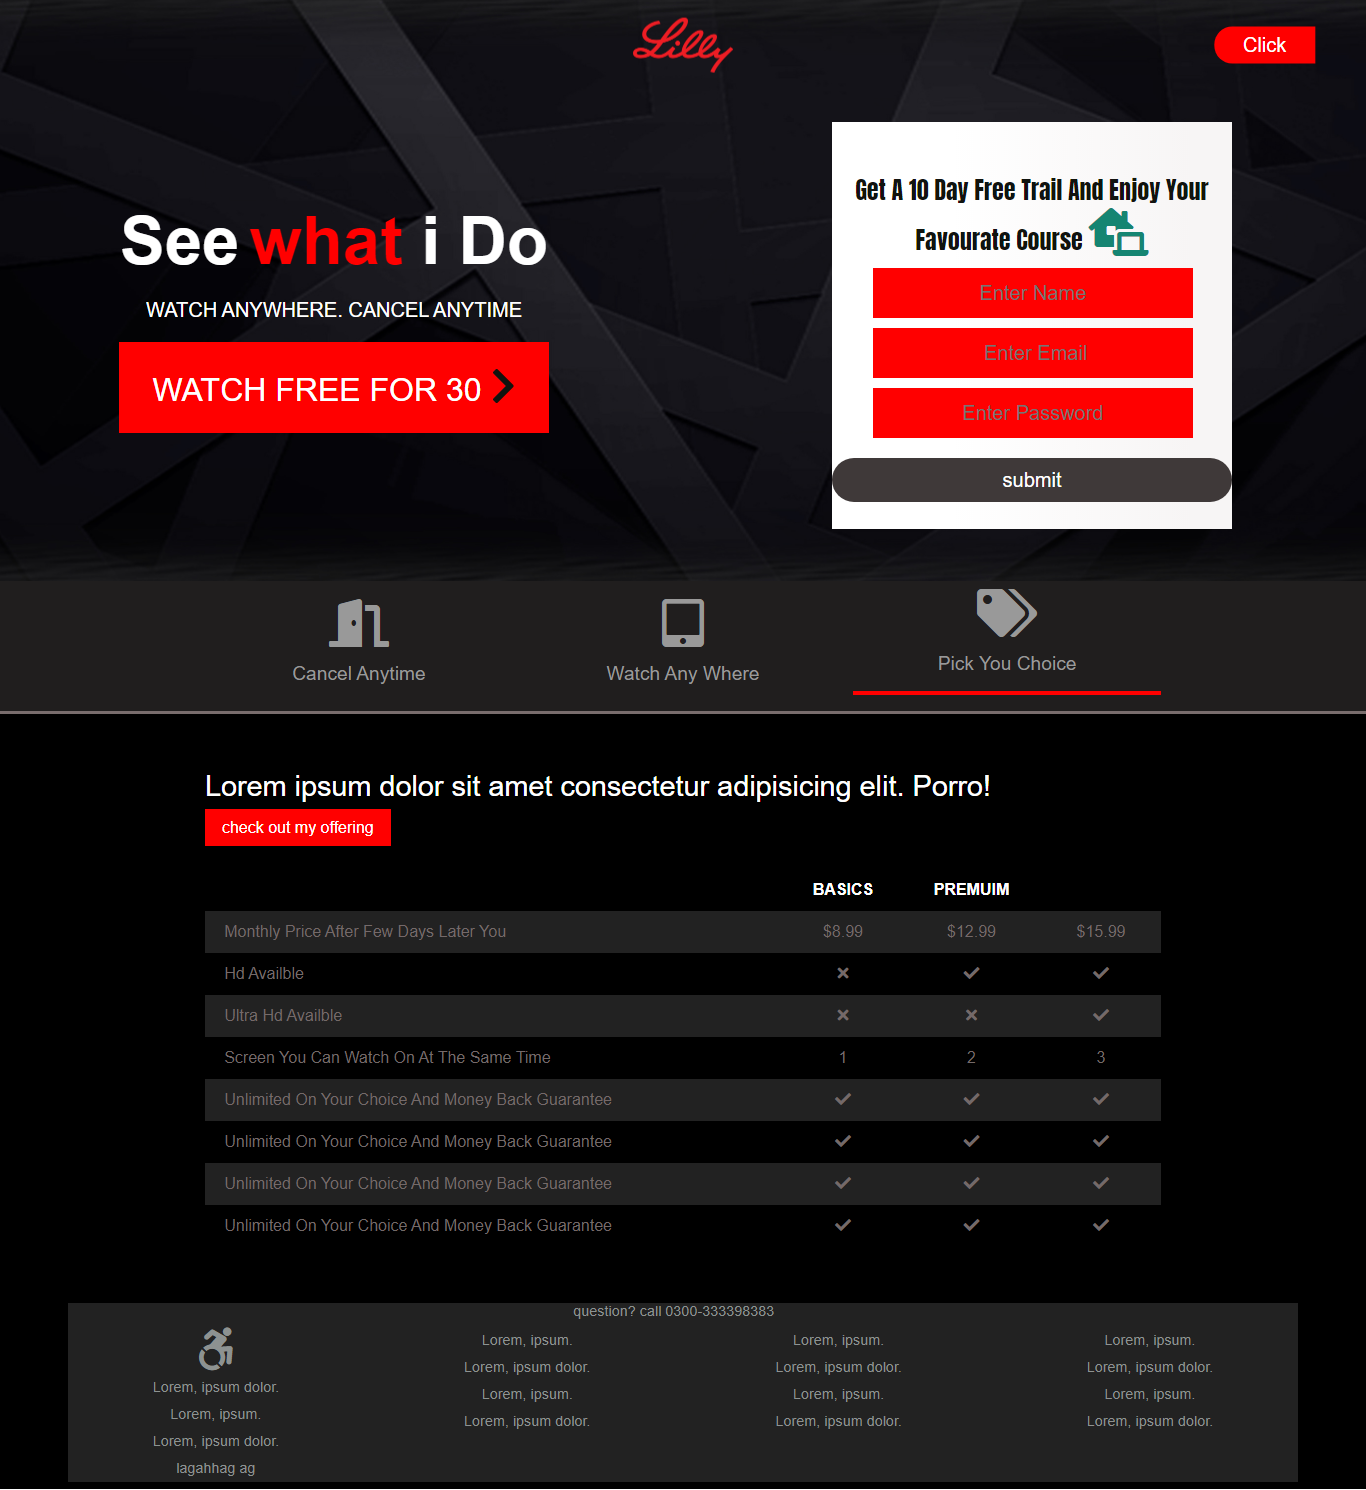 Lilly
Click
See what i Do
WATCH ANYWHERE. CANCEL ANYTIME
WATCH FREE FOR 30
Get A 10 Day Free Trail And Enjoy Your
Favourate Course
Enter Name
Enter Email
Enter Password
submit
Cancel Anytime
Watch Any Where
Pick You Choice
Lorem ipsum dolor sit amet consectetur adipisicing elit. Porro!
check out my offering
BASICS PREMUIM
Monthly Price After Few Days Later You $8.99 $12.99 $15.99
Hd Availble
Ultra Hd Availble
Screen You Can Watch On At The Same Time 1 2 3
Unlimited On Your Choice And Money Back Guarantee
Unlimited On Your Choice And Money Back Guarantee
Unlimited On Your Choice And Money Back Guarantee
Unlimited On Your Choice And Money Back Guarantee
question? call 0300-333398383
Lorem, ipsum dolor.
Lorem, ipsum.
Lorem, ipsum dolor.
lagahhag ag
Lorem, ipsum.
Lorem, ipsum dolor.
Lorem, ipsum.
Lorem, ipsum dolor.
Lorem, ipsum.
Lorem, ipsum dolor.
Lorem, ipsum.
Lorem, ipsum dolor.
Lorem, ipsum.
Lorem, ipsum dolor.
Lorem, ipsum.
Lorem, ipsum dolor.